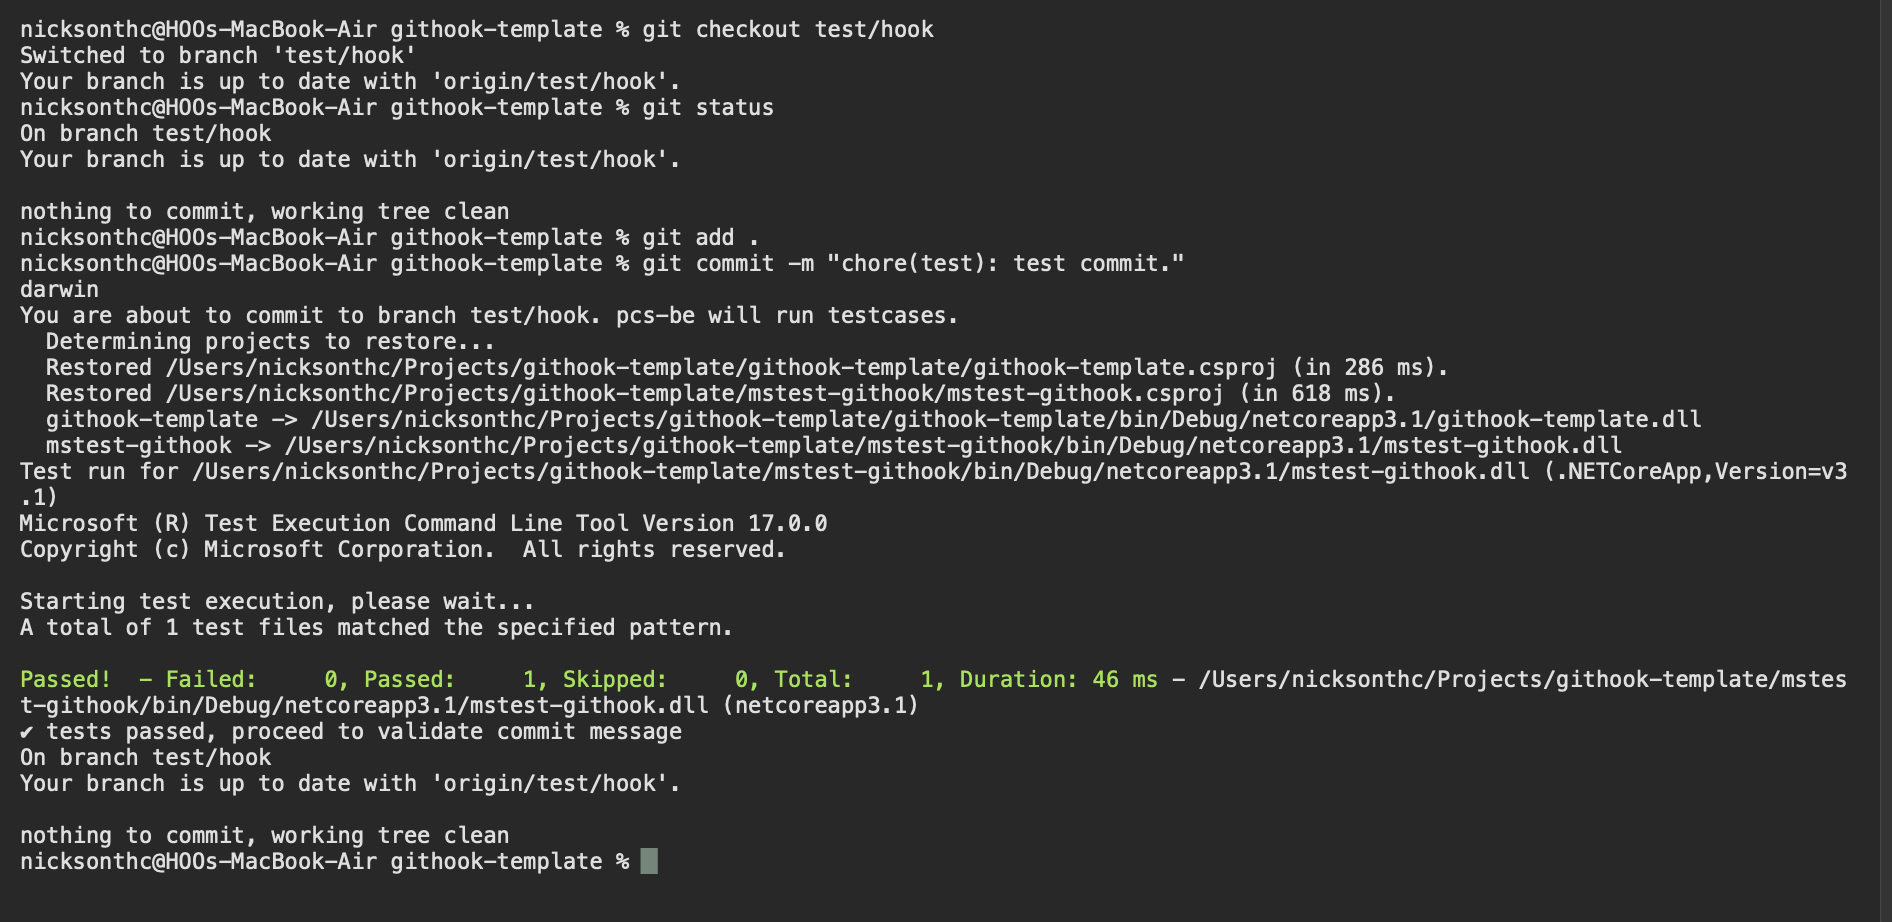 nicksonthc@HOOs-MacBook-Air githook-template % git checkout test/hook
Switched to branch 'test/hook'
Your branch is up to date with 'origin/test/hook'.
nicksonthc@HOOs-MacBook-Air githook-template % git status
On branch test/hook
Your branch is up to date with 'origin/test/hook'.
nothing to commit, working tree clean
nicksonthc@HOOs-MacBook-Air githook-template % git add .
nicksonthc@HOOs-MacBook-Air githook-template % git commit -m "chore(test): test commit."
darwin
You are about to commit to branch test/hook. pcs-be will run testcases.
  Determining projects to restore...
  Restored /Users/nicksonthc/Projects/githook-template/githook-template/githook-template.csproj (in 286 ms).
  Restored /Users/nicksonthc/Projects/githook-template/mstest-githook/mstest-githook.csproj (in 618 ms).
  githook-template -> /Users/nicksonthc/Projects/githook-template/githook-template/bin/Debug/netcoreapp3.1/githook-template.dll
  mstest-githook -> /Users/nicksonthc/Projects/githook-template/mstest-githook/bin/Debug/netcoreapp3.1/mstest-githook.dll
Test run for /Users/nicksonthc/Projects/githook-template/mstest-githook/bin/Debug/netcoreapp3.1/mstest-githook.dll (.NETCoreApp,Version=v3
.1)
Microsoft (R) Test Execution Command Line Tool Version 17.0.0
Copyright (c) Microsoft Corporation.  All rights reserved.
Starting test execution, please wait...
A total of 1 test files matched the specified pattern.
Passed!  - Failed:     0, Passed:     1, Skipped:     0, Total:     1, Duration: 46 ms - /Users/nicksonthc/Projects/githook-template/mstes
t-githook/bin/Debug/netcoreapp3.1/mstest-githook.dll (netcoreapp3.1)
✔ tests passed, proceed to validate commit message
On branch test/hook
Your branch is up to date with 'origin/test/hook'.
nothing to commit, working tree clean
nicksonthc@HOOs-MacBook-Air githook-template %